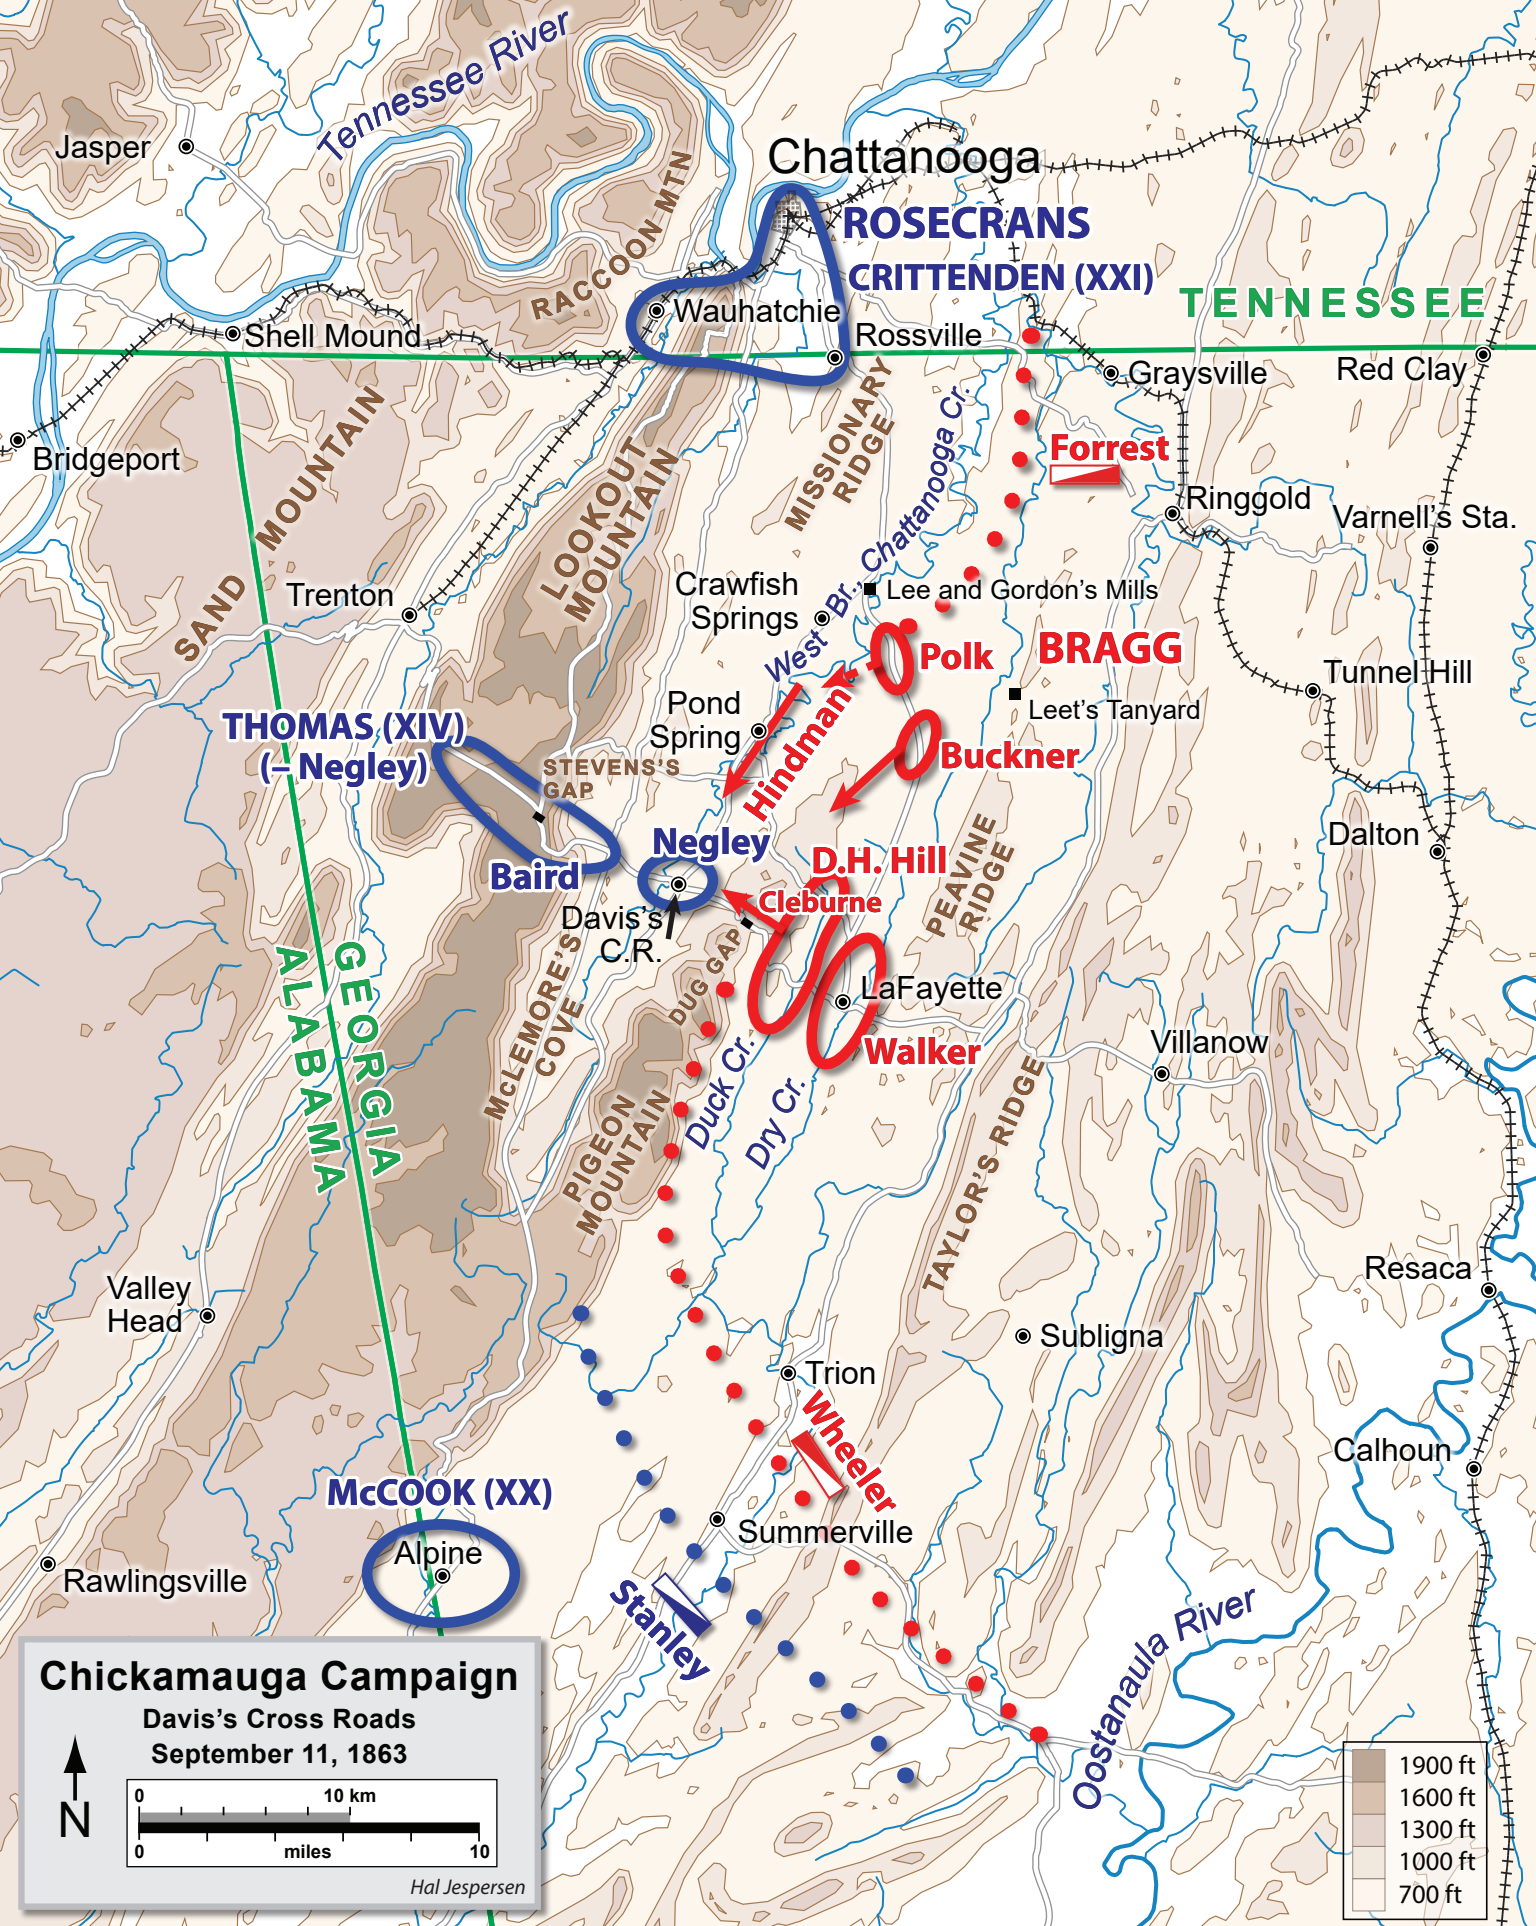 Tennessee River
Jasper
RACCOON MTN
Chattanooga
ROSECRANS
CRITTENDEN (XXI)
TENNESSEE
Wauhatchie
Shell Mound
Rossville
Graysville
Red Clay
Bridgeport
SAND MOUNTAIN
LOOKOUT
MOUNTAIN
MISSIONARY
RIDGE
West Br., Chattanooga Cr.
Forrest
Ringgold
Varnell's Sta.
Trenton
Crawfish
Springs
Lee and Gordon's Mills
Polk
BRAGG
Leet's Tanyard
Tunnel Hill
Pond
Spring
Hindman
Buckner
THOMAS (XIV)
(– Negley)
STEVENS'S
GAP
Dalton
Negley
Baird
D.H. Hill
Cleburne
PEAVINE
RIDGE
Davis's
C.R.
DUG GAP
LaFayette
Walker
GEORGIA
ALABAMA
McLEMORE'S
COVE
Duck Cr.
Dry Cr.
PIGEON
MOUNTAIN
Villanow
TAYLOR'S RIDGE
Valley
Head
Resaca
Subligna
Trion
Wheeler
Calhoun
McCOOK (XX)
Alpine
Summerville
Rawlingsville
Stanley
Oostanaula River
Chickamauga Campaign
Davis's Cross Roads
September 11, 1863
N
0 10 km
0 miles 10
Hal Jespersen
1900 ft
1600 ft
1300 ft
1000 ft
700 ft